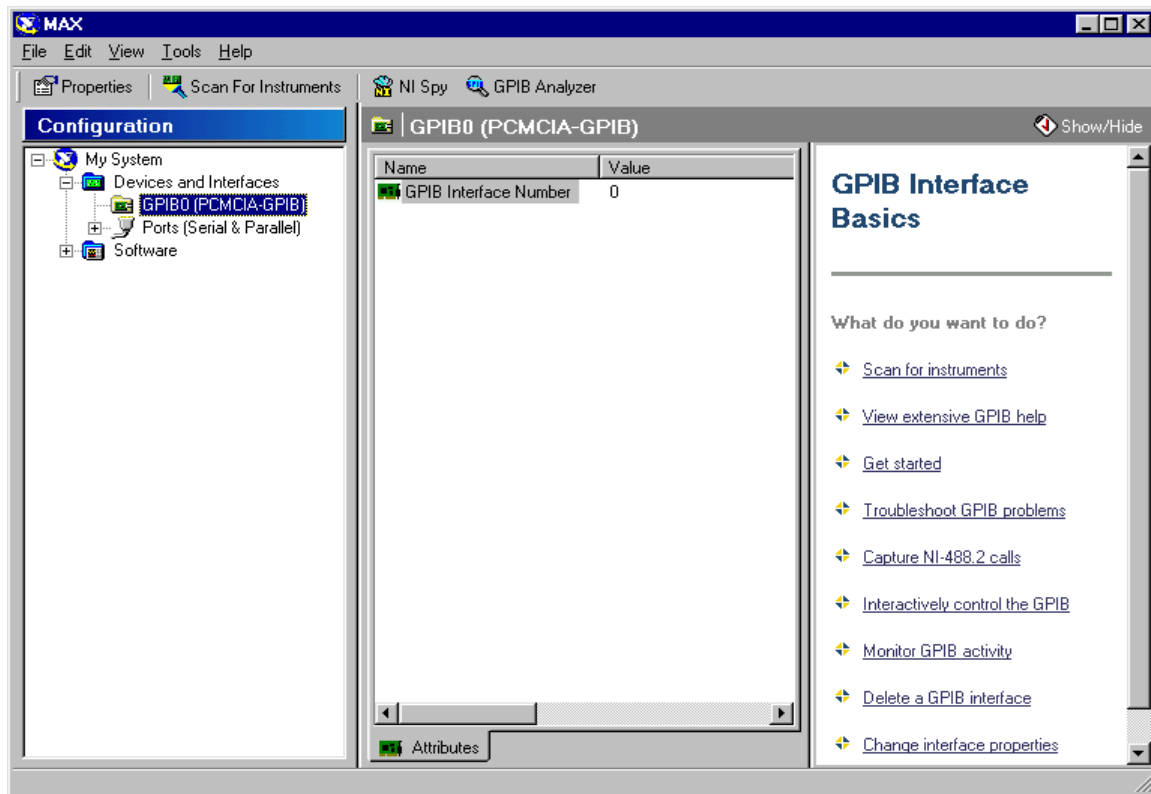 MAX
File Edit View Tools Help
Properties Scan For Instruments NI Spy GPIB Analyzer
Configuration
My System
Devices and Interfaces
GPIB0 (PCMCIA-GPIB)
Ports (Serial & Parallel)
Software
GPIB0 (PCMCIA-GPIB)
Show/Hide
Name Value
GPIB Interface Number 0
Attributes
GPIB Interface
Basics
What do you want to do?
Scan for instruments
View extensive GPIB help
Get started
Troubleshoot GPIB problems
Capture NI-488.2 calls
Interactively control the GPIB
Monitor GPIB activity
Delete a GPIB interface
Change interface properties